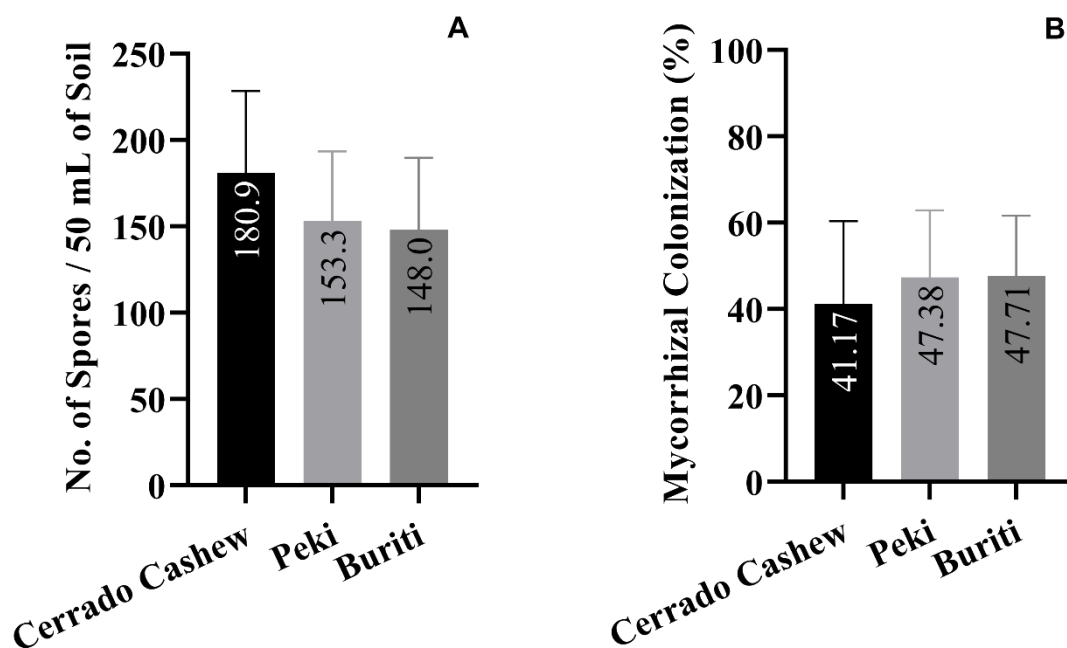 A
No. of Spores / 50 mL of Soil
250
200
150
100
50
0
180.9
153.3
148.0
Cerrado Cashew
Peki
Buriti
B
Mycorrhizal Colonization (%)
100
80
60
40
20
0
41.17
47.38
47.71
Cerrado Cashew
Peki
Buriti